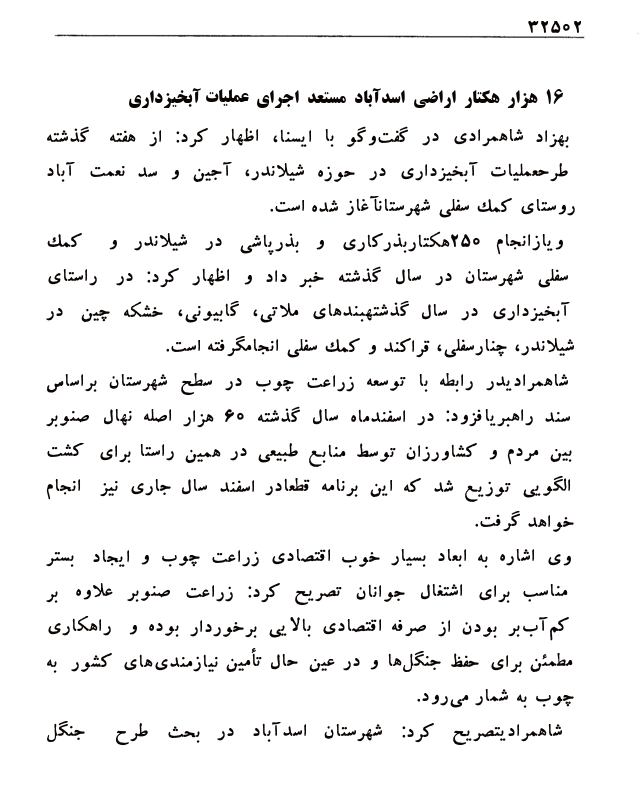 ۳۲۵۰۲
۱۶ هزار هکتار اراضی اسدآباد مستعد اجرای عملیات آبخیزداری
بهزاد شاهمرادی در گفت‌وگو با ایسنا، اظهار کرد: از هفته گذشته
طرحعملیات آبخیزداری در حوزه شیلاندر، آجین و سد نعمت آباد
روستای کمك سفلی شهرستانآغاز شده است.
ویازانجام ۲۵۰هکتاربذرکاری و بذرپاشی در شیلاندر و کمك
سفلی شهرستان در سال گذشته خبر داد و اظهار کرد: در راستای
آبخیزداری در سال گذشتهبندهای ملاتی، گابیونی، خشکه چین در
شیلاندر، چنارسفلی، قراکند و کمك سفلی انجامگرفته است.
شاهمرادیدر رابطه با توسعه زراعت چوب در سطح شهرستان براساس
سند راهبریافزود: در اسفندماه سال گذشته ۶۰ هزار اصله نهال صنوبر
بین مردم و کشاورزان توسط منابع طبیعی در همین راستا برای کشت
الگویی توزیع شد که این برنامه قطعادر اسفند سال جاری نیز انجام
خواهد گرفت.
وی اشاره به ابعاد بسیار خوب اقتصادی زراعت چوب و ایجاد بستر
مناسب برای اشتغال جوانان تصریح کرد: زراعت صنوبر علاوه بر
کم‌آب‌بر بودن از صرفه اقتصادی بالایی برخوردار بوده و راهکاری
مطمئن برای حفظ جنگل‌ها و در عین حال تأمین نیازمندی‌های کشور به
چوب به شمار می‌رود.
شاهمرادیتصریح کرد: شهرستان اسدآباد در بحث طرح جنگل